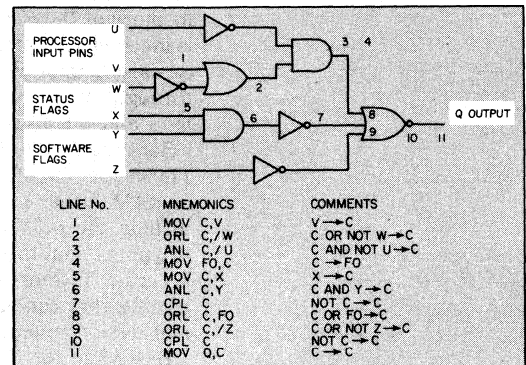 U
PROCESSOR
INPUT PINS
V
W
STATUS
FLAGS
X
Y
SOFTWARE
FLAGS
Z
1
2
3 4
5
6
7
8
9
10
11
Q OUTPUT
LINE No. MNEMONICS COMMENTS
1 MOV C,V V→C
2 ORL C,/W C OR NOT W→C
3 ANL C,/U C AND NOT U→C
4 MOV FO,C C→FO
5 MOV C,X X→C
6 ANL C,Y C AND Y→C
7 CPL C NOT C→C
8 ORL C,FO C OR FO→C
9 ORL C,/Z C OR NOT Z→C
10 CPL C NOT C→C
11 MOV Q,C C→C